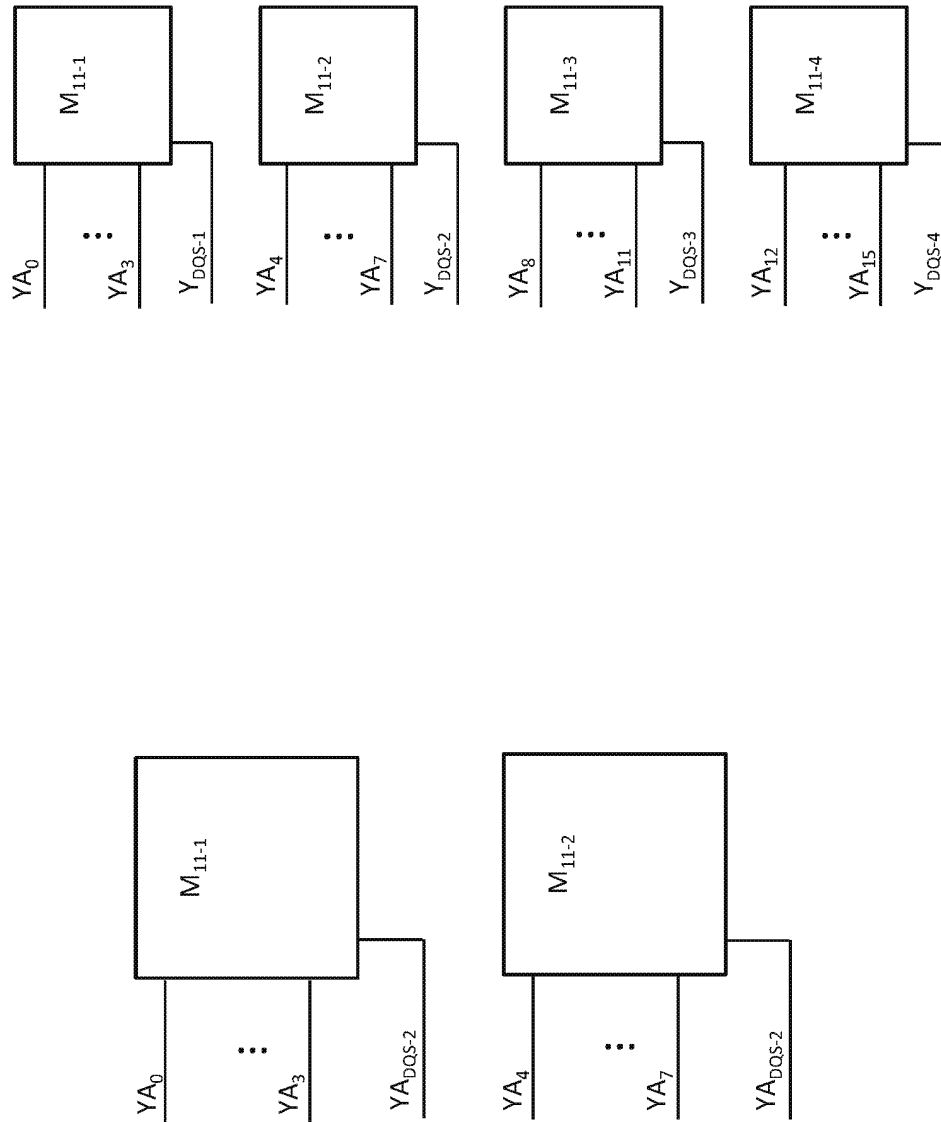 M11-1
YA0
YA3
YDQS-1
M11-2
YA4
YA7
YDQS-2
M11-3
YA8
YA11
YDQS-3
M11-4
YA12
YA15
YDQS-4
M11-1
YA0
YA3
YADQS-2
M11-2
YA4
YA7
YADQS-2